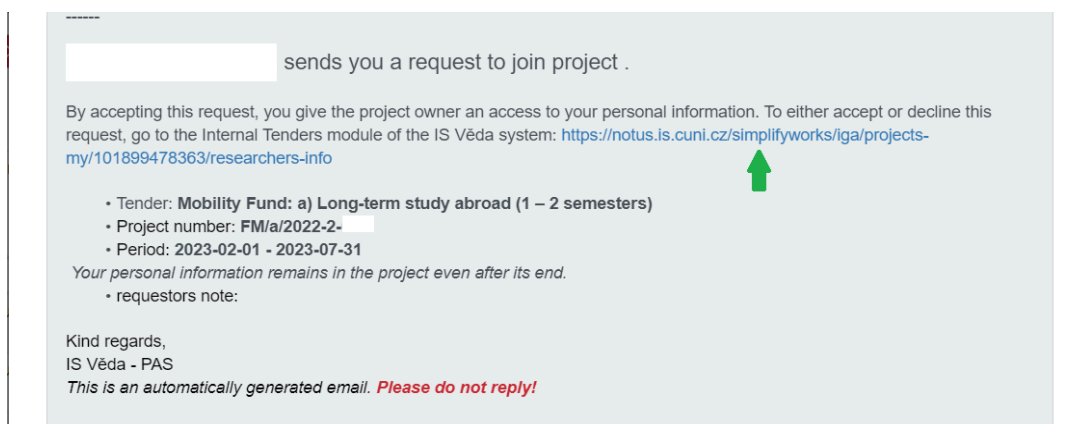 ------
sends you a request to join project .
By accepting this request, you give the project owner an access to your personal information. To either accept or decline this
request, go to the Internal Tenders module of the IS Věda system: https://notus.is.cuni.cz/simplifyworks/iga/projects-
my/101899478363/researchers-info
• Tender: Mobility Fund: a) Long-term study abroad (1 – 2 semesters)
• Project number: FM/a/2022-2-
• Period: 2023-02-01 - 2023-07-31
Your personal information remains in the project even after its end.
• requestors note:
Kind regards,
IS Věda - PAS
This is an automatically generated email. Please do not reply!